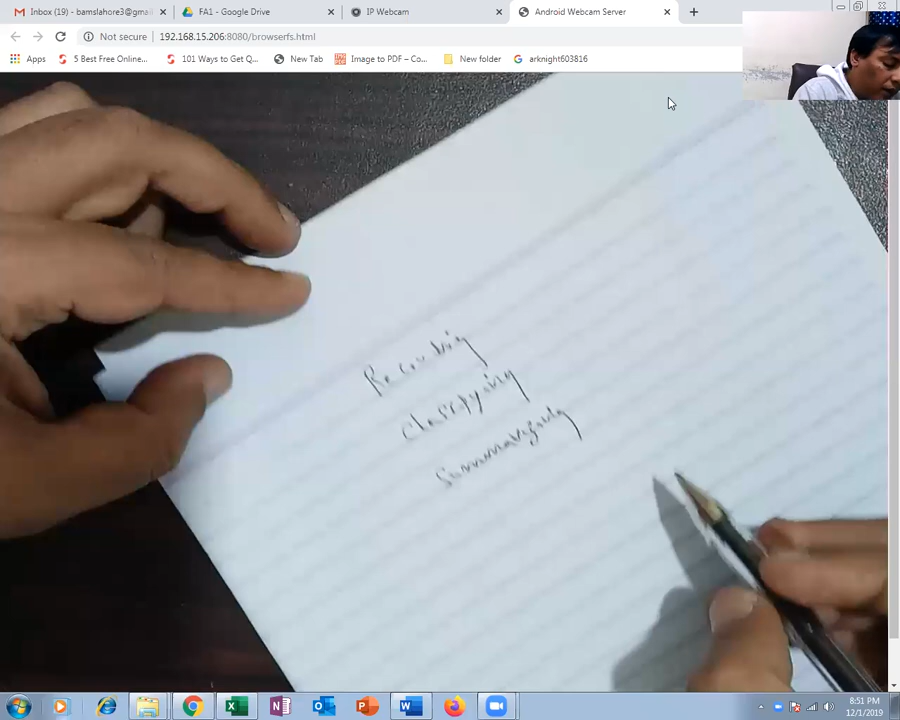 Inbox (19) - bamslahore3@gmai
FA1 - Google Drive
IP Webcam
Android Webcam Server
Not secure | 192.168.15.206:8080/browserfs.html
Apps
5 Best Free Online...
101 Ways to Get Q...
New Tab
Image to PDF – Co...
New folder
arknight603816
Recording
Classifying
Summarizing
8:51 PM
12/1/2019